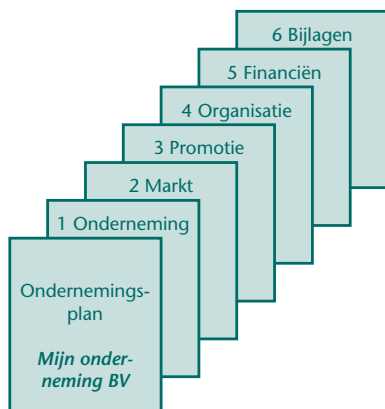 6 Bijlagen
5 Financiën
4 Organisatie
3 Promotie
2 Markt
1 Onderneming
Ondernemings-
plan
Mijn onder-
neming BV